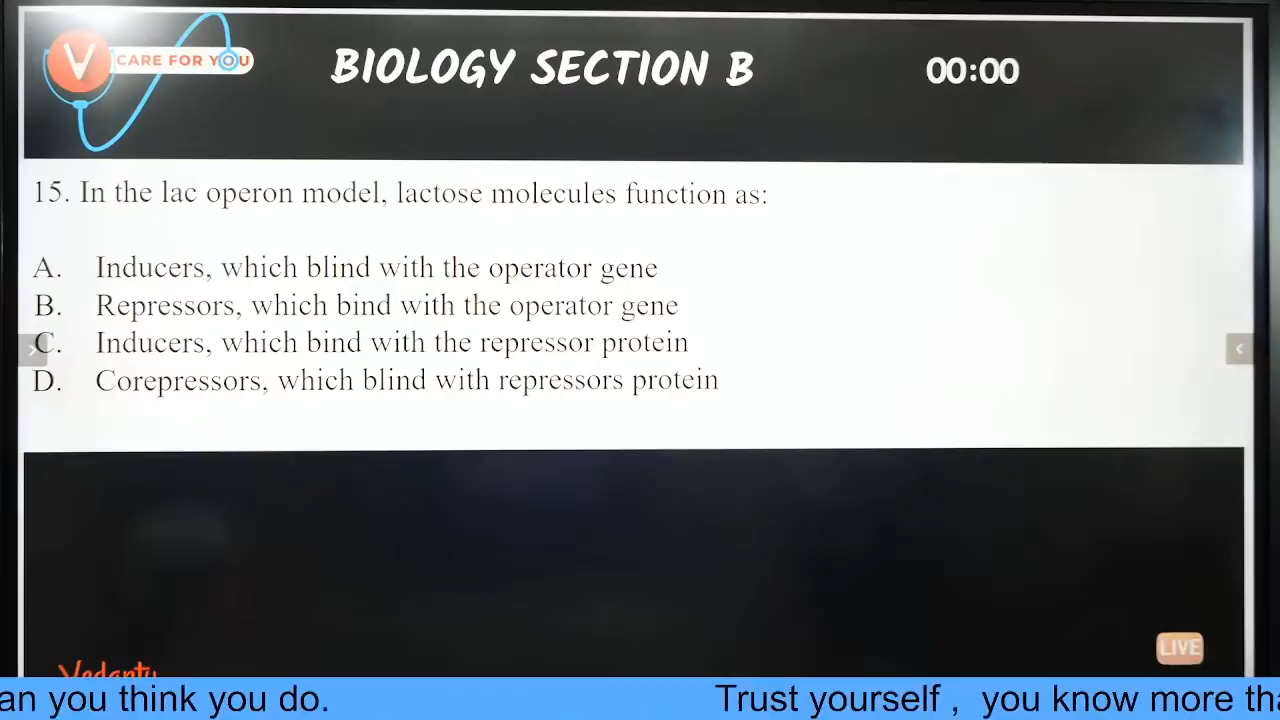 V CARE FOR YOU
BIOLOGY SECTION B
00:00
15. In the lac operon model, lactose molecules function as:
A. Inducers, which blind with the operator gene
B. Repressors, which bind with the operator gene
C. Inducers, which bind with the repressor protein
D. Corepressors, which blind with repressors protein
LIVE
an you think you do. Trust yourself , you know more tha